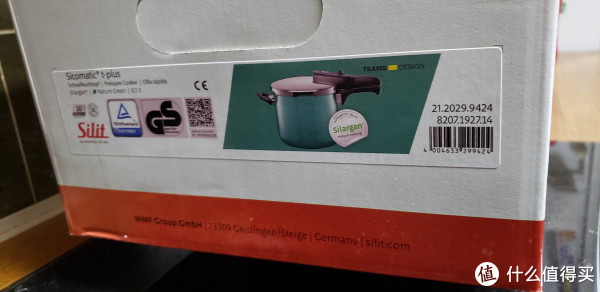 Sicomatic® t-plus
Schnellkochtopf | Pressure Cooker | Olla rápida
Silargan® | Nature Green | 6,5 l
CE
TEAMS DESIGN
Silit
GS
Silargan®
21.2029.9424
8207.1927.14
4 004633 299424
WMF Group GmbH | 73309 Geislingen/Steige | Germany | silit.com
值 什么值得买